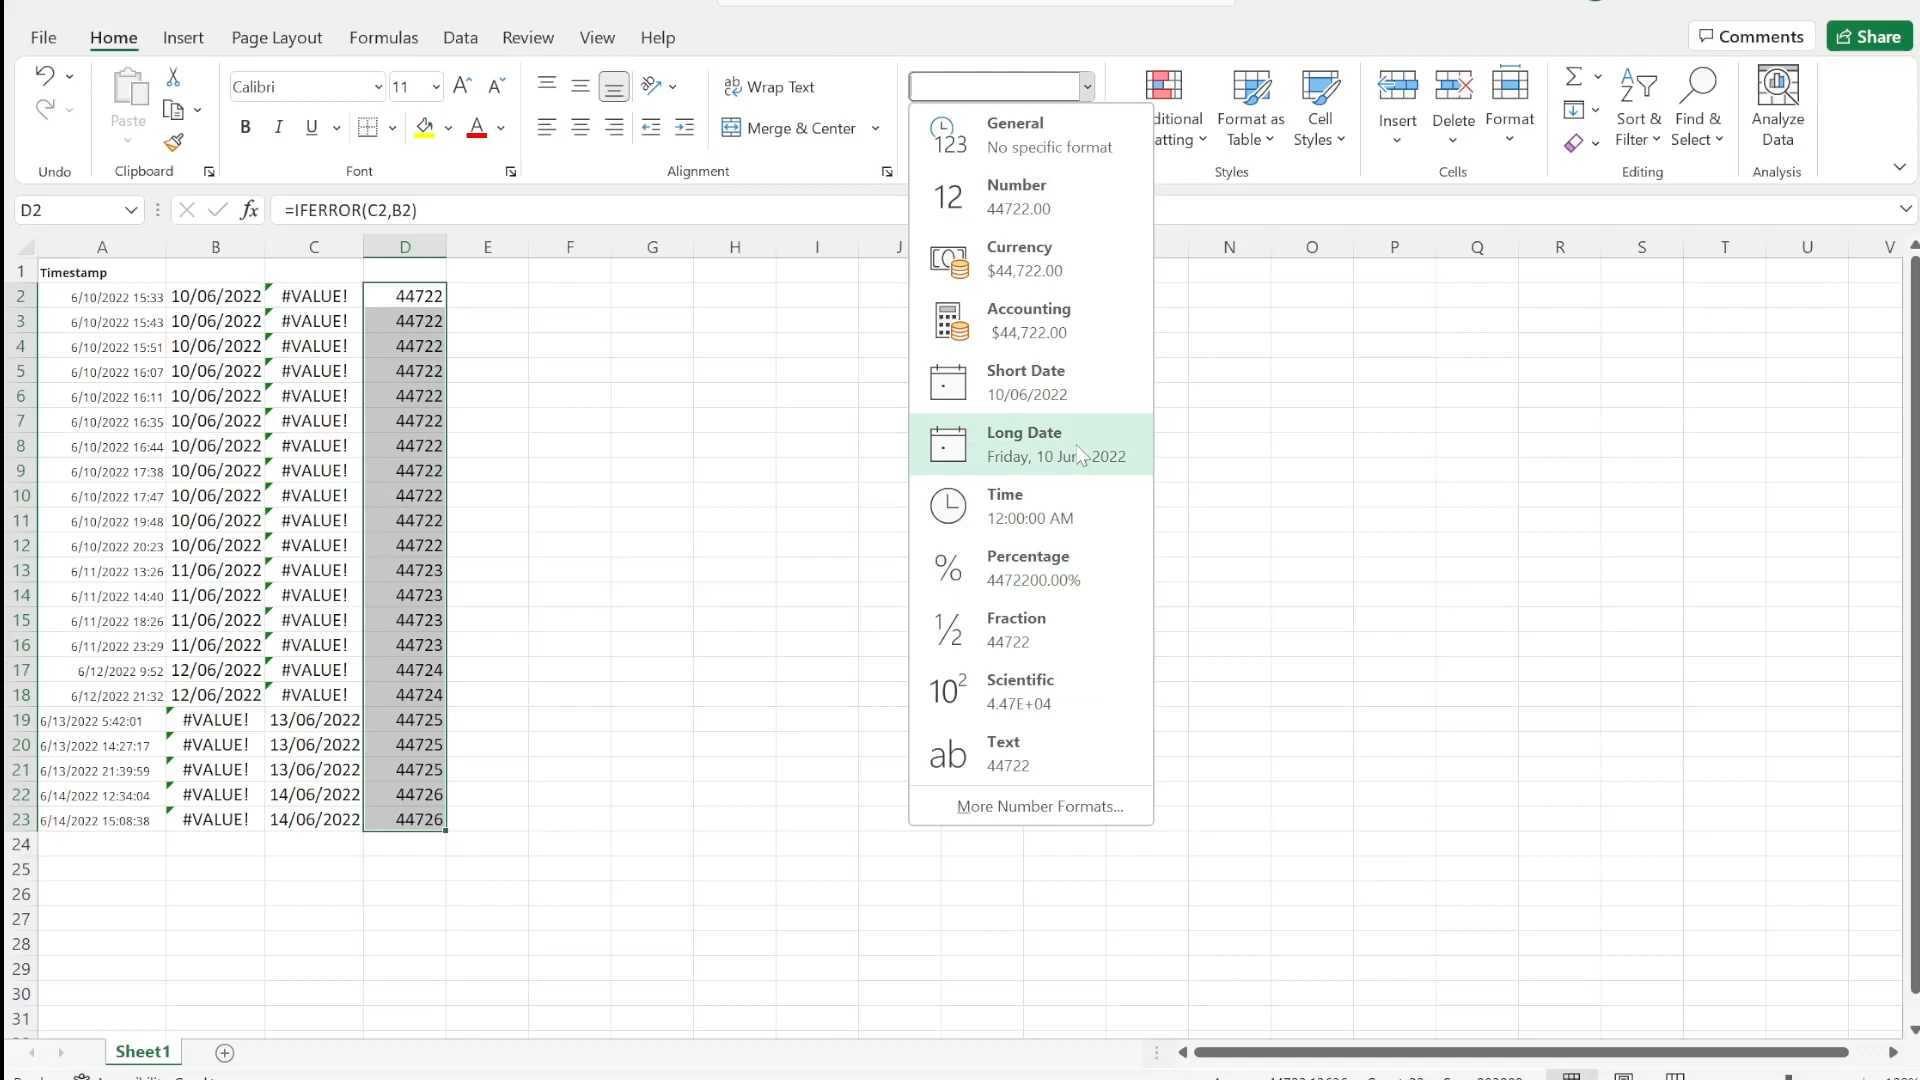 File Home Insert Page Layout Formulas Data Review View Help Comments Share
Calibri 11 Wrap Text
Paste B I U Merge & Center
ditional Format as Cell Insert Delete Format Sort & Find & Analyze
atting Table Styles Filter Select Data
Undo Clipboard Font Alignment Styles Cells Editing Analysis
General
No specific format
Number
44722.00
Currency
$44,722.00
Accounting
$44,722.00
Short Date
10/06/2022
Long Date
Friday, 10 Jun 2022
Time
12:00:00 AM
Percentage
4472200.00%
Fraction
44722
Scientific
4.47E+04
Text
44722
More Number Formats...
D2 fx =IFERROR(C2,B2)
A B C D E F G H I J N O P Q R S T U V
1 Timestamp
2 6/10/2022 15:33 10/06/2022 #VALUE! 44722
3 6/10/2022 15:43 10/06/2022 #VALUE! 44722
4 6/10/2022 15:51 10/06/2022 #VALUE! 44722
5 6/10/2022 16:07 10/06/2022 #VALUE! 44722
6 6/10/2022 16:11 10/06/2022 #VALUE! 44722
7 6/10/2022 16:35 10/06/2022 #VALUE! 44722
8 6/10/2022 16:44 10/06/2022 #VALUE! 44722
9 6/10/2022 17:38 10/06/2022 #VALUE! 44722
10 6/10/2022 17:47 10/06/2022 #VALUE! 44722
11 6/10/2022 19:48 10/06/2022 #VALUE! 44722
12 6/10/2022 20:23 10/06/2022 #VALUE! 44722
13 6/11/2022 13:26 11/06/2022 #VALUE! 44723
14 6/11/2022 14:40 11/06/2022 #VALUE! 44723
15 6/11/2022 18:26 11/06/2022 #VALUE! 44723
16 6/11/2022 23:29 11/06/2022 #VALUE! 44723
17 6/12/2022 9:52 12/06/2022 #VALUE! 44724
18 6/12/2022 21:32 12/06/2022 #VALUE! 44724
19 6/13/2022 5:42:01 #VALUE! 13/06/2022 44725
20 6/13/2022 14:27:17 #VALUE! 13/06/2022 44725
21 6/13/2022 21:39:59 #VALUE! 13/06/2022 44725
22 6/14/2022 12:34:04 #VALUE! 14/06/2022 44726
23 6/14/2022 15:08:38 #VALUE! 14/06/2022 44726
24
25
26
27
28
29
30
31
Sheet1